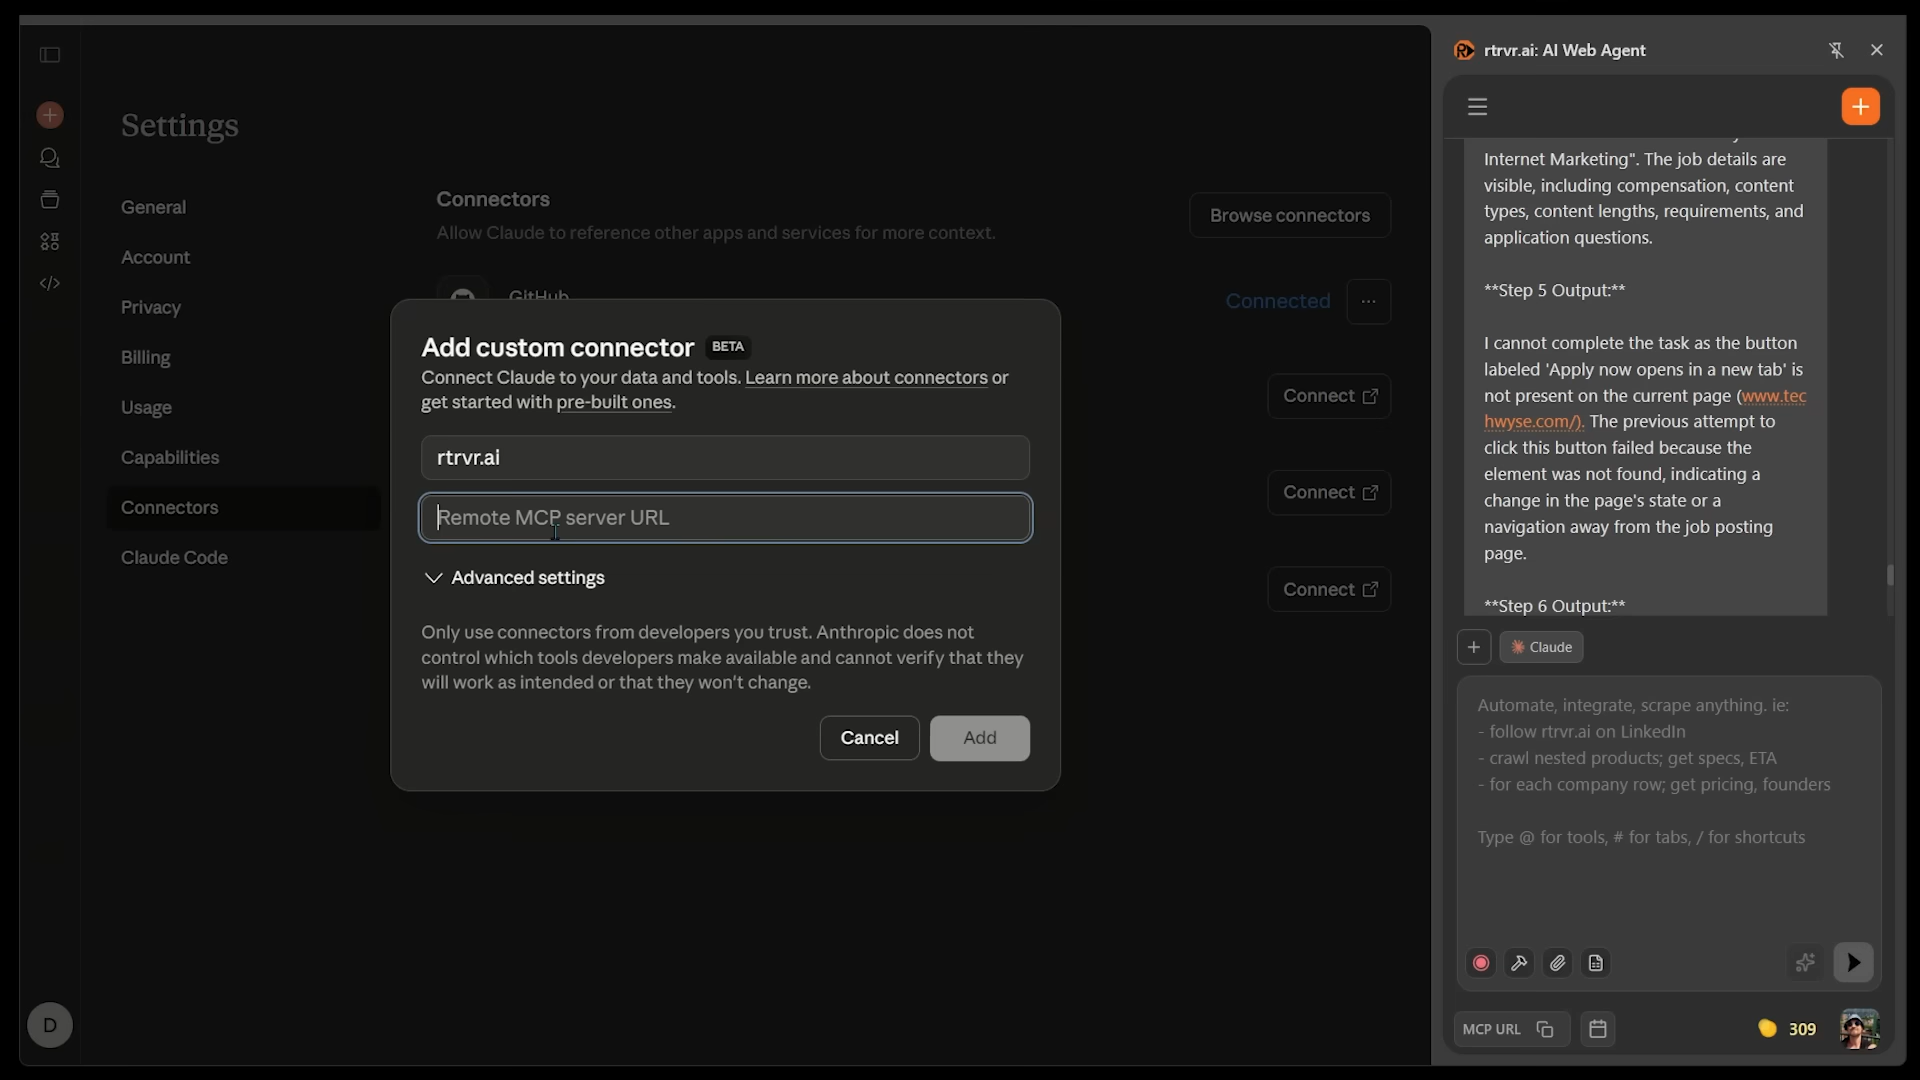 Settings
General
Account
Privacy
Billing
Usage
Capabilities
Connectors
Claude Code
D
Connectors
Allow Claude to reference other apps and services for more context.
Browse connectors
GitHub
Connected
Connect
Connect
Connect
Add custom connector BETA
Connect Claude to your data and tools. Learn more about connectors or
get started with pre-built ones.
rtrvr.ai
Remote MCP server URL
Advanced settings
Only use connectors from developers you trust. Anthropic does not
control which tools developers make available and cannot verify that they
will work as intended or that they won't change.
Cancel
Add
rtrvr.ai: AI Web Agent
Internet Marketing". The job details are
visible, including compensation, content
types, content lengths, requirements, and
application questions.
**Step 5 Output:**
I cannot complete the task as the button
labeled 'Apply now opens in a new tab' is
not present on the current page (www.tec
hwyse.com/). The previous attempt to
click this button failed because the
element was not found, indicating a
change in the page's state or a
navigation away from the job posting
page.
**Step 6 Output:**
Claude
Automate, integrate, scrape anything. ie:
- follow rtrvr.ai on LinkedIn
- crawl nested products; get specs, ETA
- for each company row; get pricing, founders
Type @ for tools, # for tabs, / for shortcuts
MCP URL
309